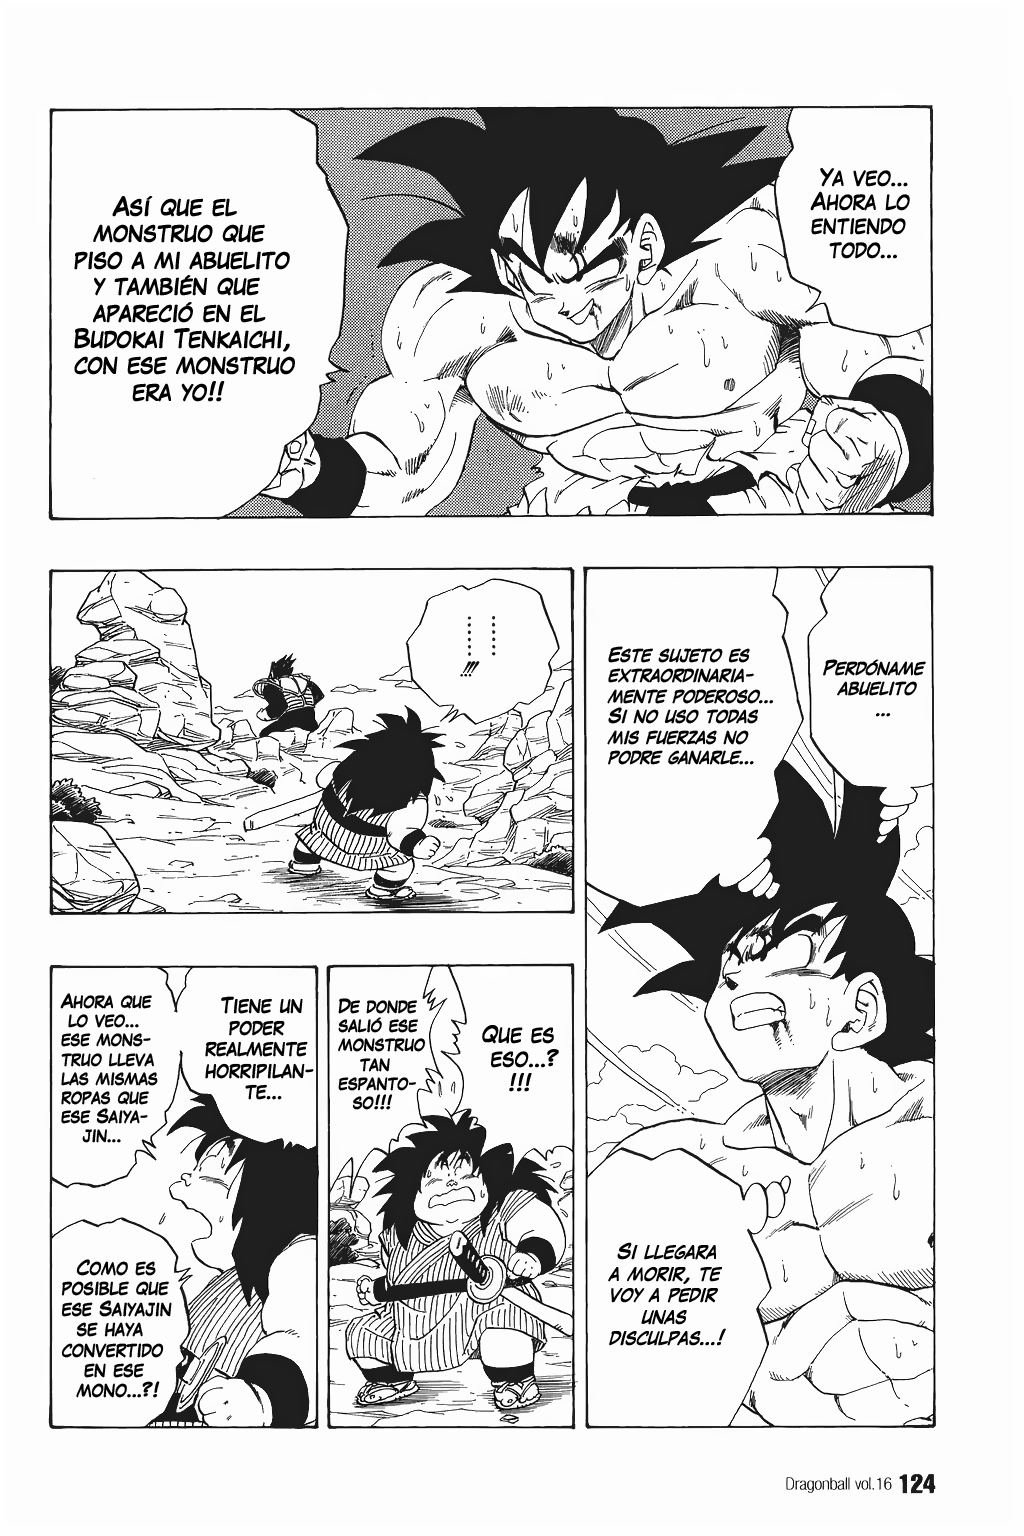 YA VEO...
AHORA LO
ENTIENDO
TODO...
ASÍ QUE EL
MONSTRUO QUE
PISO A MI ABUELITO
Y TAMBIÉN QUE
APARECIÓ EN EL
BUDOKAI TENKAICHI,
CON ESE MONSTRUO
ERA YO!!
PERDÓNAME
ABUELITO
...
ESTE SUJETO ES
EXTRAORDINARIA-
MENTE PODEROSO...
SI NO USO TODAS
MIS FUERZAS NO
PODRE GANARLE...
SI LLEGARA
A MORIR, TE
VOY A PEDIR
UNAS
DISCULPAS...!
...... ......
!!!
QUE ES
ESO...?
!!!
DE DONDE
SALIÓ ESE
MONSTRUO
TAN
ESPANTO-
SO!!!
TIENE UN
PODER
REALMENTE
HORRIPILAN-
TE...
AHORA QUE
LO VEO...
ESE MONS-
TRUO LLEVA
LAS MISMAS
ROPAS QUE
ESE SAIYA-
JIN...
COMO ES
POSIBLE QUE
ESE SAIYAJIN
SE HAYA
CONVERTIDO
EN ESE
MONO...?!
Dragonball vol.16 124